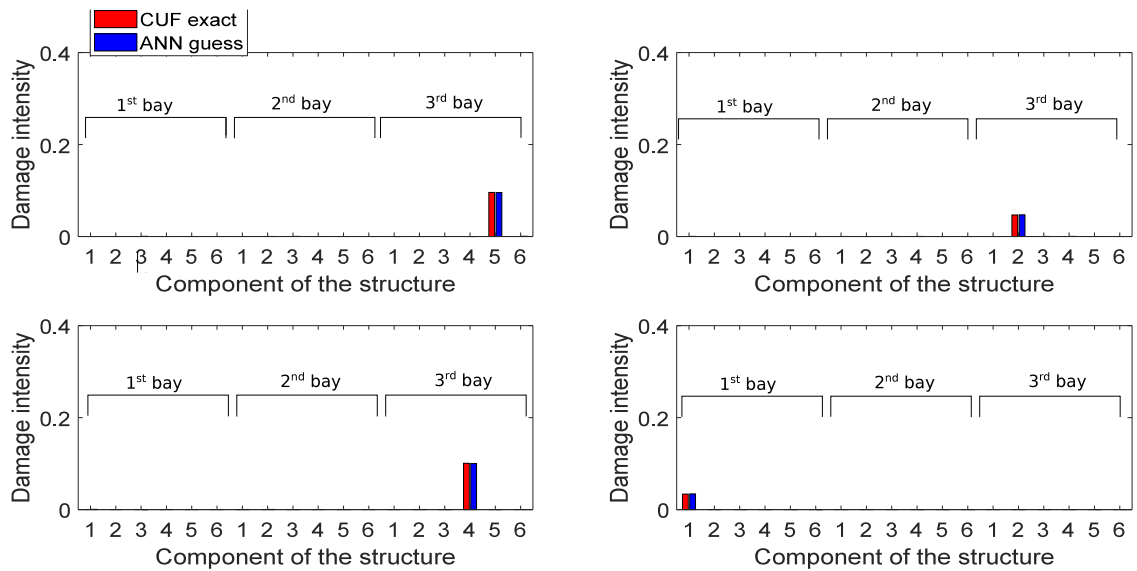 CUF exact
ANN guess
0.4
0.2
0
Damage intensity
1st bay
2nd bay
3rd bay
1 2 3 4 5 6 1 2 3 4 5 6 1 2 3 4 5 6
Component of the structure
0.4
0.2
0
Damage intensity
1st bay
2nd bay
3rd bay
1 2 3 4 5 6 1 2 3 4 5 6 1 2 3 4 5 6
Component of the structure
0.4
0.2
0
Damage intensity
1st bay
2nd bay
3rd bay
1 2 3 4 5 6 1 2 3 4 5 6 1 2 3 4 5 6
Component of the structure
0.4
0.2
0
Damage intensity
1st bay
2nd bay
3rd bay
1 2 3 4 5 6 1 2 3 4 5 6 1 2 3 4 5 6
Component of the structure